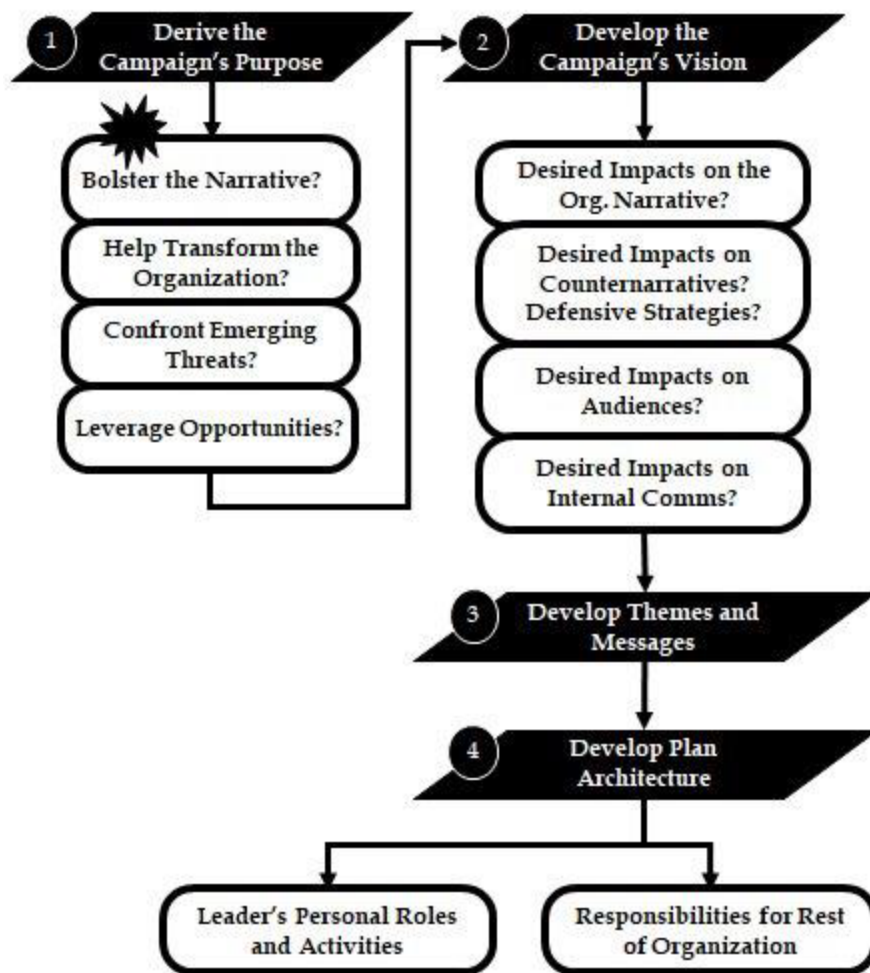 1
Derive the
Campaign's Purpose
Bolster the Narrative?
Help Transform the
Organization?
Confront Emerging
Threats?
Leverage Opportunities?
2
Develop the
Campaign's Vision
Desired Impacts on the
Org. Narrative?
Desired Impacts on
Counternarratives?
Defensive Strategies?
Desired Impacts on
Audiences?
Desired Impacts on
Internal Comms?
3
Develop Themes and
Messages
4
Develop Plan
Architecture
Leader's Personal Roles
and Activities
Responsibilities for Rest
of Organization